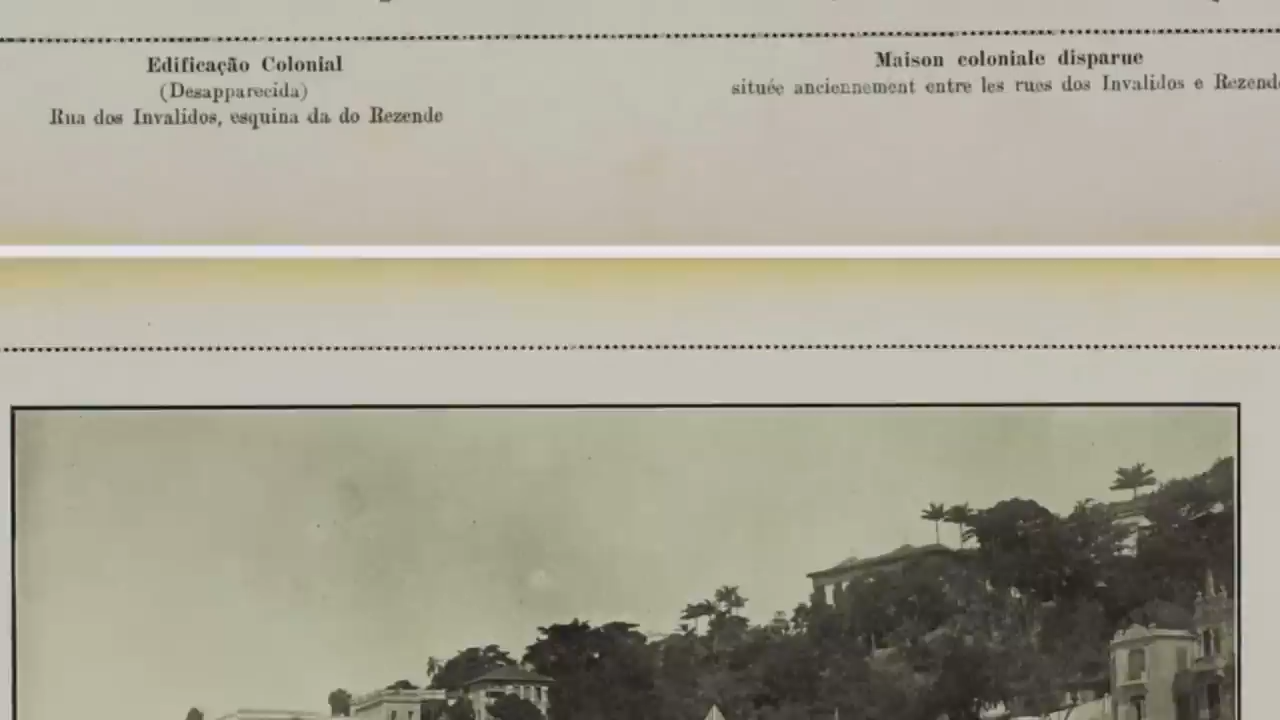 Edificação Colonial
(Desapparecida)
Rua dos Invalidos, esquina da do Rezende
Maison coloniale disparue
située anciennement entre les rues dos Invalidos e Rezende